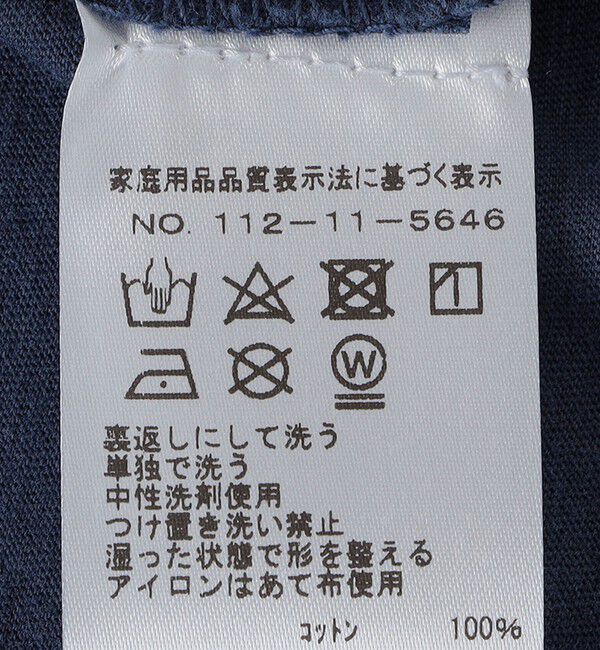 家庭用品品質表示法に基づく表示
NO. 112-11-5646
W
裏返しにして洗う
単独で洗う
中性洗剤使用
つけ置き洗い禁止
湿った状態で形を整える
アイロンはあて布使用
コットン 100%